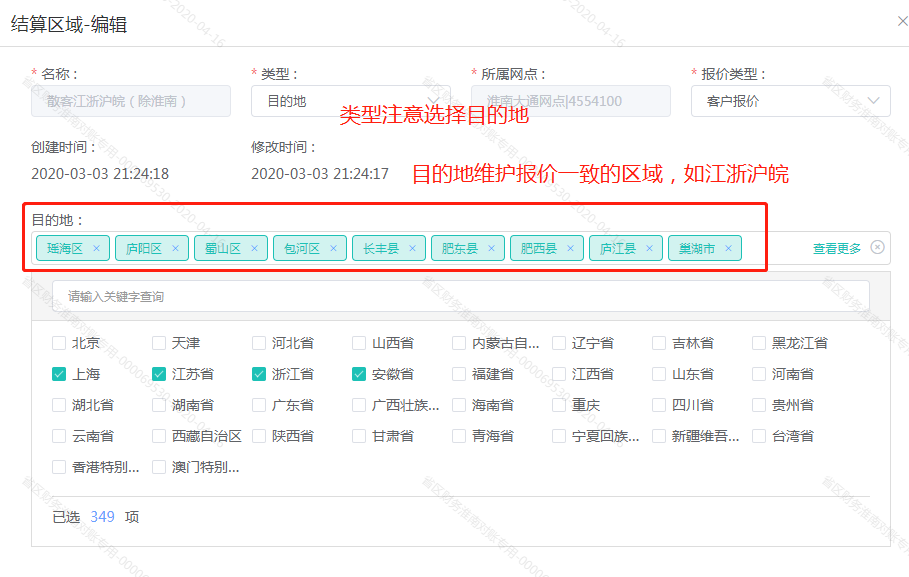 结算区域-编辑
* 名称：
* 类型：
* 所属网点：
* 报价类型：
散客江浙沪皖（除淮南）
目的地
淮南大通网点|4554100
客户报价
类型注意选择目的地
创建时间：
修改时间：
2020-03-03 21:24:18
2020-03-03 21:24:17
目的地维护报价一致的区域，如江浙沪皖
目的地：
瑶海区 × 庐阳区 × 蜀山区 × 包河区 × 长丰县 × 肥东县 × 肥西县 × 庐江县 × 巢湖市 × 查看更多
请输入关键字查询
北京 天津 河北省 山西省 内蒙古自... 辽宁省 吉林省 黑龙江省
上海 江苏省 浙江省 安徽省 福建省 江西省 山东省 河南省
湖北省 湖南省 广东省 广西壮族... 海南省 重庆 四川省 贵州省
云南省 西藏自治区 陕西省 甘肃省 青海省 宁夏回族... 新疆维吾... 台湾省
香港特别... 澳门特别...
已选 349 项